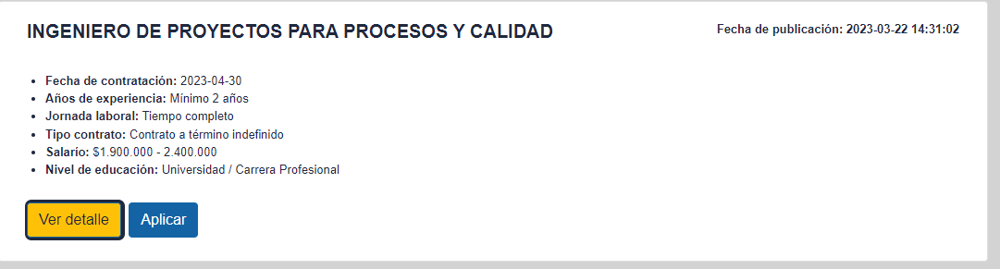 INGENIERO DE PROYECTOS PARA PROCESOS Y CALIDAD
Fecha de publicación: 2023-03-22 14:31:02
Fecha de contratación: 2023-04-30
Años de experiencia: Mínimo 2 años
Jornada laboral: Tiempo completo
Tipo contrato: Contrato a término indefinido
Salarío: $1.900.000 - 2.400.000
Nivel de educación: Universidad / Carrera Profesional
Ver detalle
Aplicar